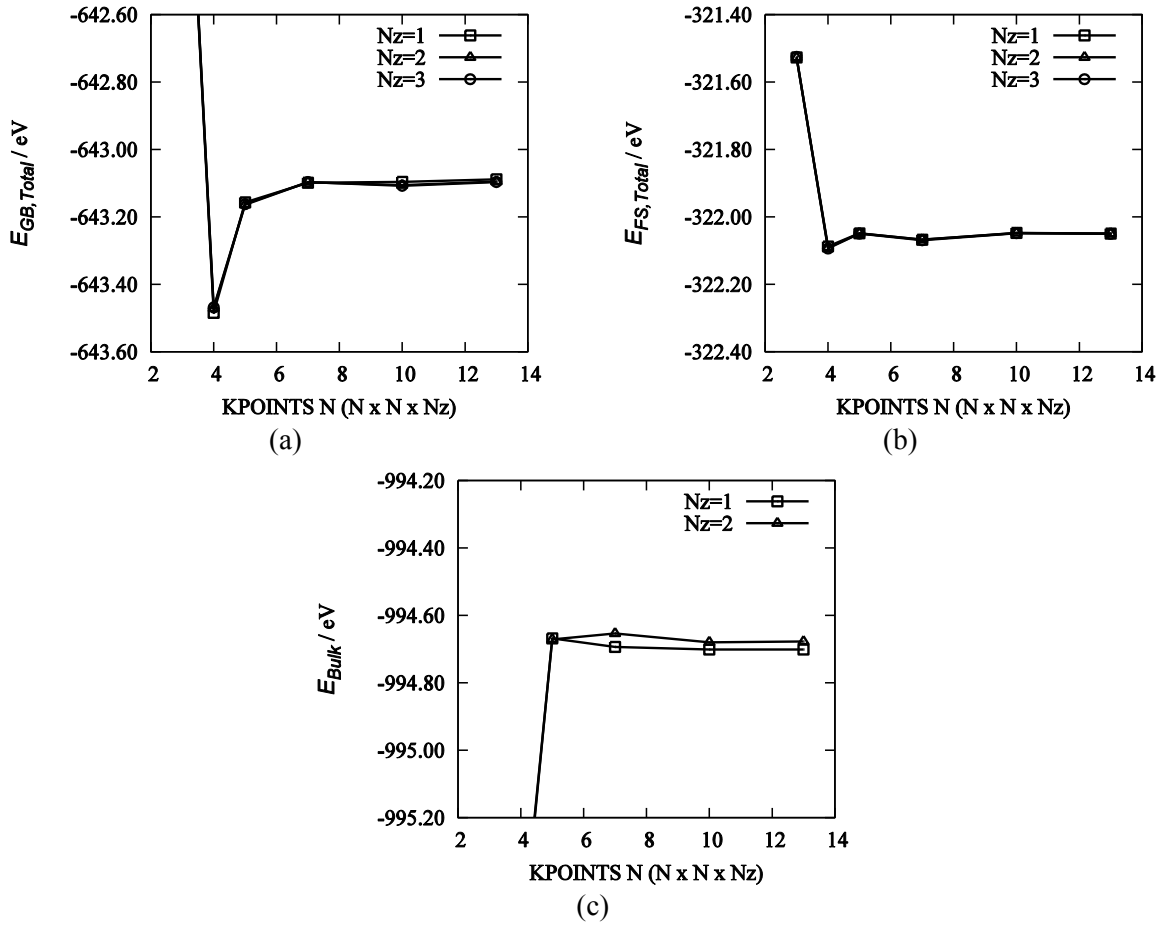 -642.60
-642.80
-643.00
-643.20
-643.40
-643.60
E_GB,Total / eV
Nz=1
Nz=2
Nz=3
2 4 6 8 10 12 14
KPOINTS N (N x N x Nz)
(a)
-321.40
-321.60
-321.80
-322.00
-322.20
-322.40
E_FS,Total / eV
Nz=1
Nz=2
Nz=3
2 4 6 8 10 12 14
KPOINTS N (N x N x Nz)
(b)
-994.20
-994.40
-994.60
-994.80
-995.00
-995.20
E_Bulk / eV
Nz=1
Nz=2
2 4 6 8 10 12 14
KPOINTS N (N x N x Nz)
(c)